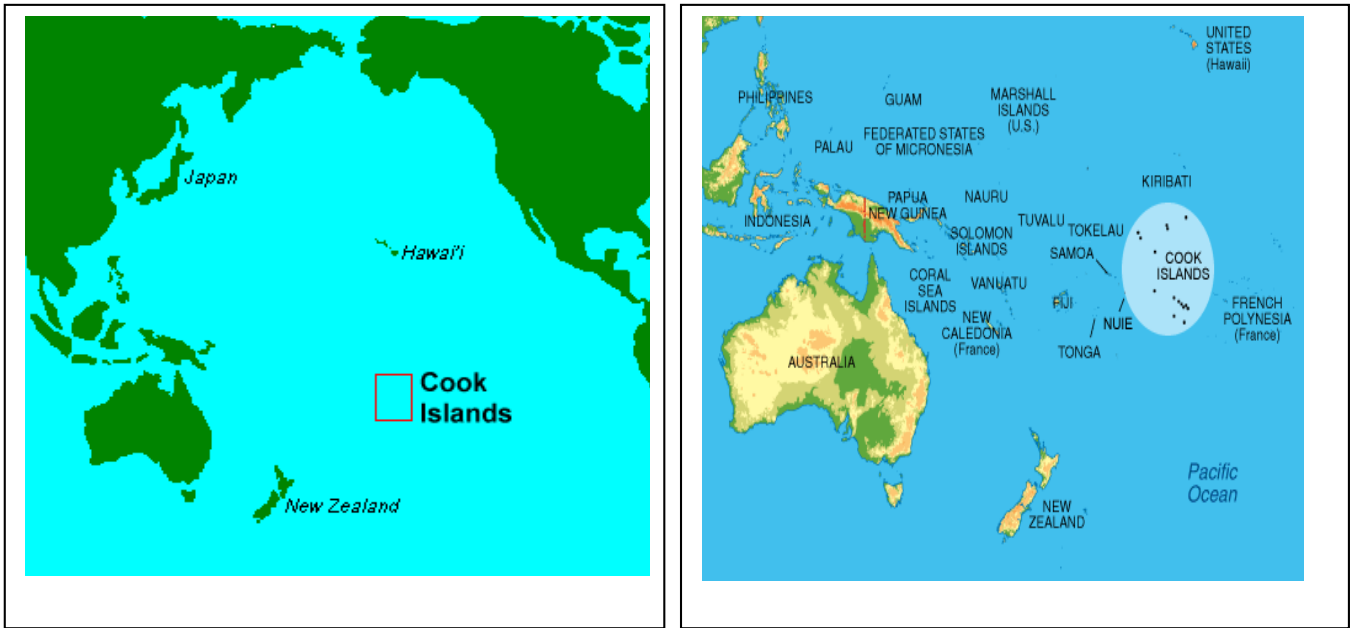 Japan
Hawai'i
Cook
Islands
New Zealand
UNITED
STATES
(Hawaii)
PHILIPPINES
GUAM
MARSHALL
ISLANDS
(U.S.)
FEDERATED STATES
OF MICRONESIA
PALAU
KIRIBATI
PAPUA
NEW GUINEA
NAURU
INDONESIA
TUVALU
TOKELAU
SOLOMON
ISLANDS
SAMOA
COOK
ISLANDS
CORAL
SEA
ISLANDS
VANUATU
FIJI
NEW
CALEDONIA
(France)
NUIE
TONGA
FRENCH
POLYNESIA
(France)
AUSTRALIA
Pacific
Ocean
NEW
ZEALAND